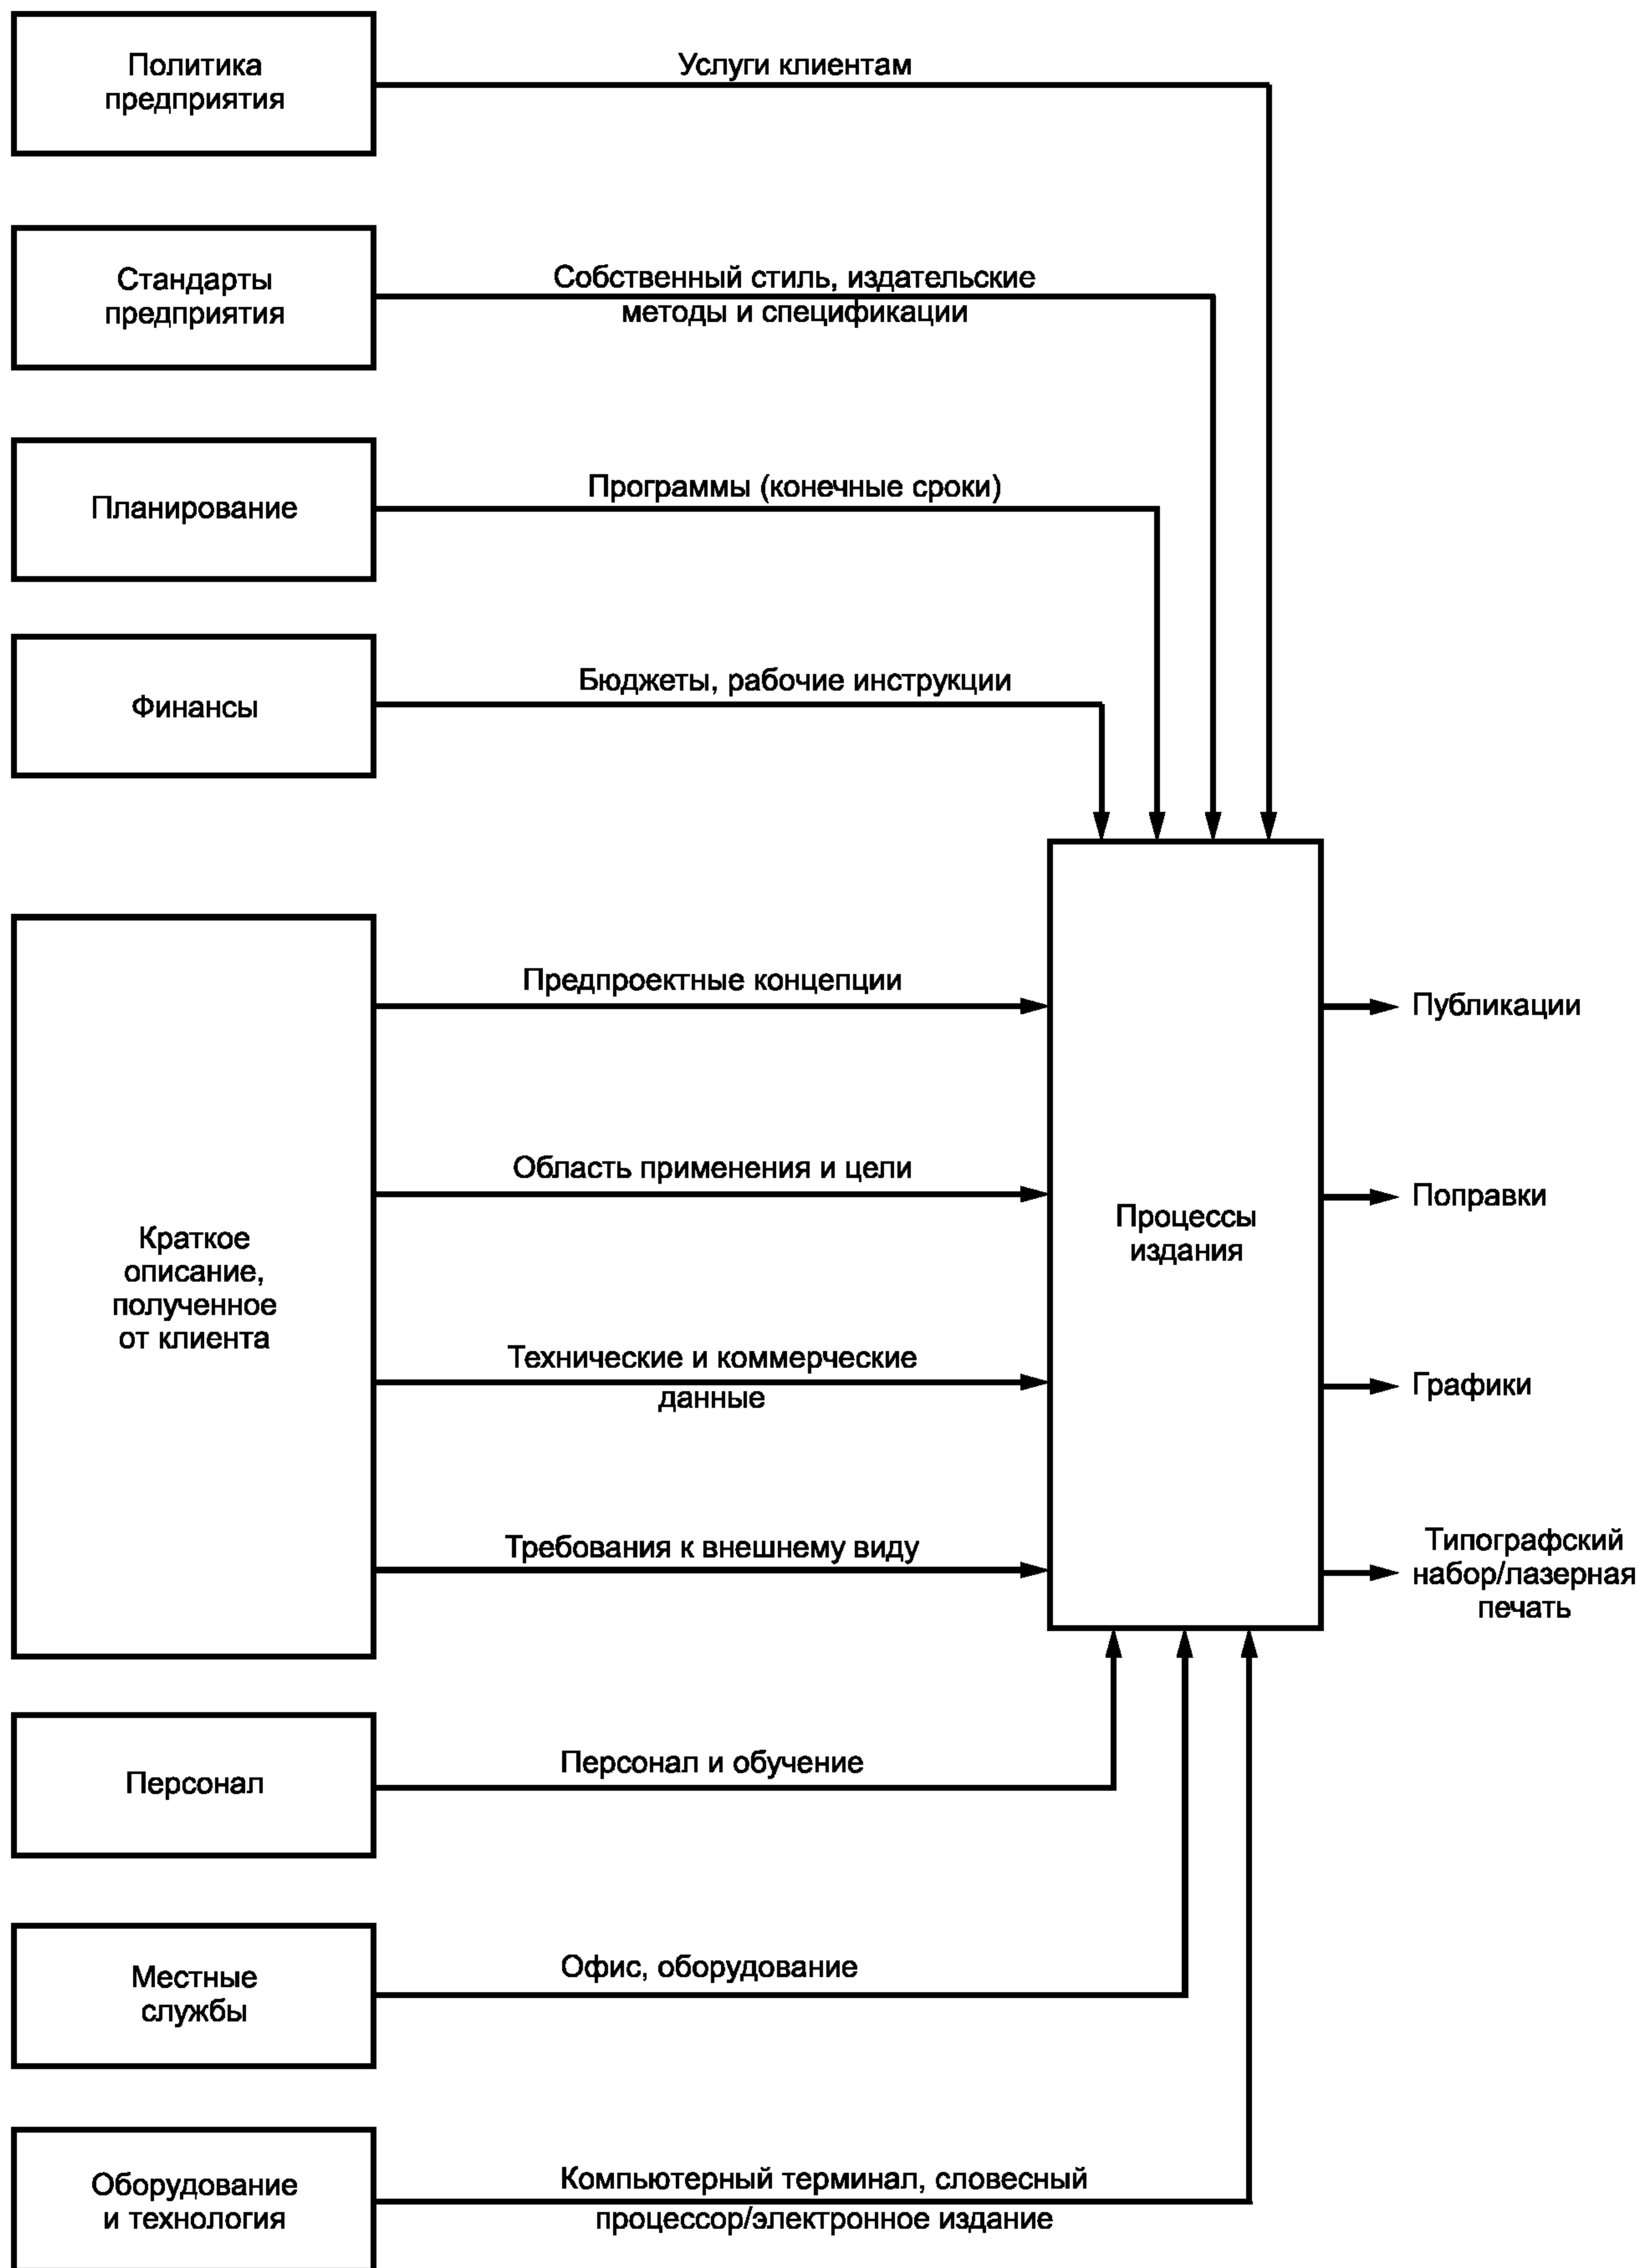 Политика
предприятия
Услуги клиентам
Стандарты
предприятия
Собственный стиль, издательские
методы и спецификации
Планирование
Программы (конечные сроки)
Финансы
Бюджеты, рабочие инструкции
Краткое
описание,
полученное
от клиента
Предпроектные концепции
Область применения и цели
Технические и коммерческие
данные
Требования к внешнему виду
Процессы
издания
Публикации
Поправки
Графики
Типографский
набор/лазерная
печать
Персонал
Персонал и обучение
Местные
службы
Офис, оборудование
Оборудование
и технология
Компьютерный терминал, словесный
процессор/электронное издание